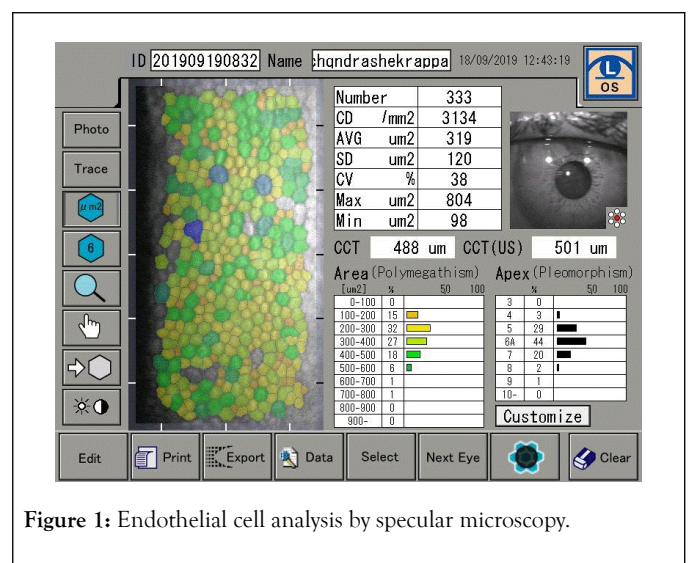 ID 201909190832 Name chqndrashekrappa 18/09/2019 12:43:19
L
OS
Photo
Trace
μm2
6
Number 333
CD /mm2 3134
AVG um2 319
SD um2 120
CV % 38
Max um2 804
Min um2 98
CCT 488 um CCT(US) 501 um
Area(Polymegathism)
[um2] % 50 100
0-100 0
100-200 15
200-300 32
300-400 27
400-500 18
500-600 6
600-700 1
700-800 1
800-900 0
900- 0
Apex(Pleomorphism)
% 50 100
3 0
4 3
5 29
6A 44
7 20
8 2
9 1
10- 0
Customize
Edit Print Export Data Select Next Eye Clear
Figure 1: Endothelial cell analysis by specular microscopy.